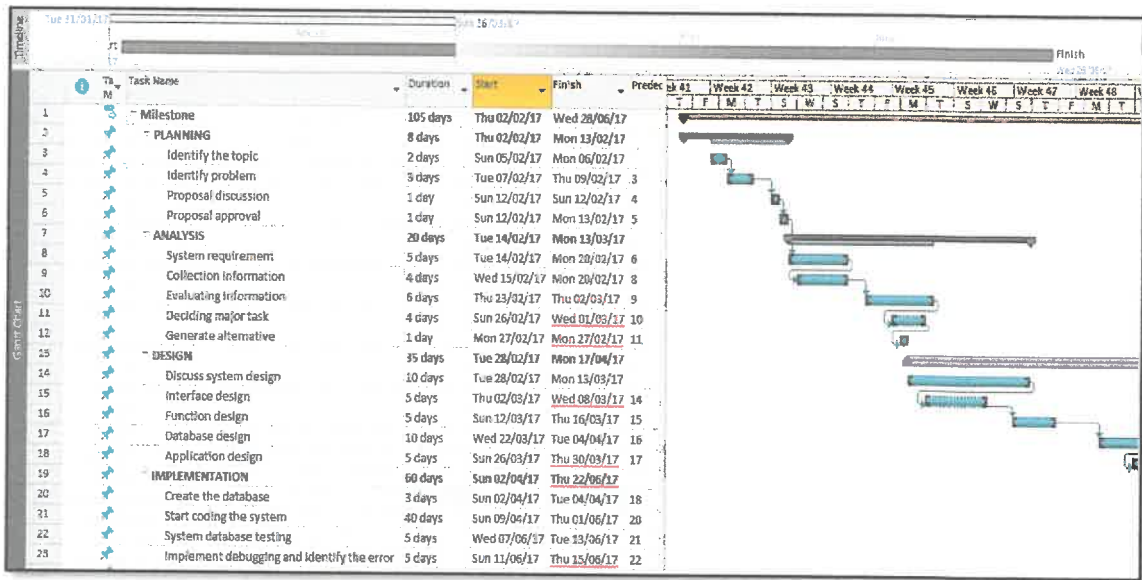 Timeline
Tue 31/01/17
16/03/17
Finish
Task Name Duration Start Finish Predec
Week 42 Week 43 Week 44 Week 45 Week 46 Week 47 Week 48
T F M T S W S T F M T S W S T F M
1 Milestone 105 days Thu 02/02/17 Wed 28/06/17
2 PLANNING 8 days Thu 02/02/17 Mon 13/02/17
3 Identify the topic 2 days Sun 05/02/17 Mon 06/02/17
4 Identify problem 3 days Tue 07/02/17 Thu 09/02/17 3
5 Proposal discussion 1 day Sun 12/02/17 Sun 12/02/17 4
6 Proposal approval 1 day Sun 12/02/17 Mon 13/02/17 5
7 ANALYSIS 20 days Tue 14/02/17 Mon 13/03/17
8 System requirement 5 days Tue 14/02/17 Mon 20/02/17 6
9 Collection information 4 days Wed 15/02/17 Mon 20/02/17 8
10 Evaluating information 6 days Thu 23/02/17 Thu 02/03/17 9
11 Deciding major task 4 days Sun 26/02/17 Wed 01/03/17 10
12 Generate alternative 1 day Mon 27/02/17 Mon 27/02/17 11
13 DESIGN 35 days Tue 28/02/17 Mon 17/04/17
14 Discuss system design 10 days Tue 28/02/17 Mon 13/03/17
15 Interface design 5 days Thu 02/03/17 Wed 08/03/17 14
16 Function design 5 days Sun 12/03/17 Thu 16/03/17 15
17 Database design 10 days Wed 22/03/17 Tue 04/04/17 16
18 Application design 5 days Sun 26/03/17 Thu 30/03/17 17
19 IMPLEMENTATION 60 days Sun 02/04/17 Thu 22/06/17
20 Create the database 3 days Sun 02/04/17 Tue 04/04/17 18
21 Start coding the system 40 days Sun 09/04/17 Thu 01/06/17 20
22 System database testing 5 days Wed 07/06/17 Tue 13/06/17 21
23 Implement debugging and identify the error 5 days Sun 11/06/17 Thu 15/06/17 22
Gantt Chart